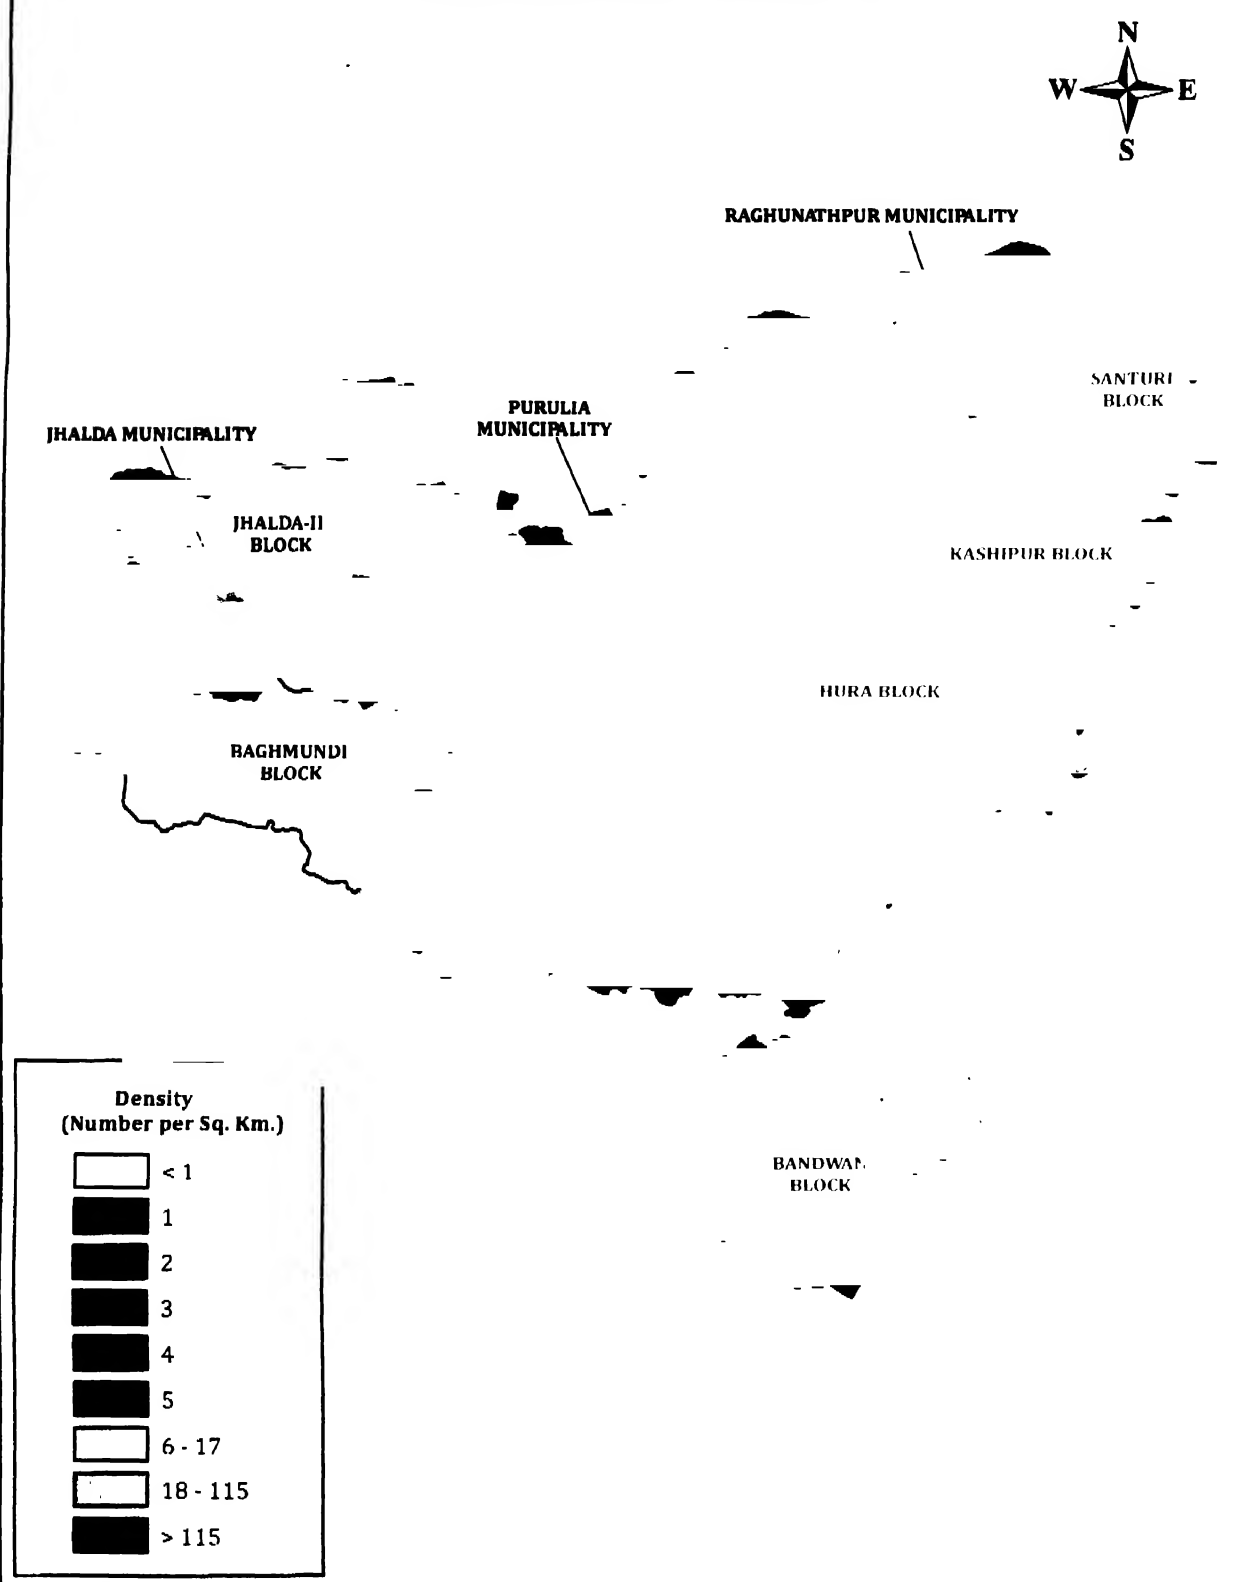 N
W E
S
RAGHUNATHPUR MUNICIPALITY
SANTURI
BLOCK
PURULIA
MUNICIPALITY
JHALDA MUNICIPALITY
JHALDA-II
BLOCK
KASHIPUR BLOCK
HURA BLOCK
BAGHMUNDI
BLOCK
BANDWAN
BLOCK
Density
(Number per Sq. Km.)
< 1
1
2
3
4
5
6 - 17
18 - 115
> 115